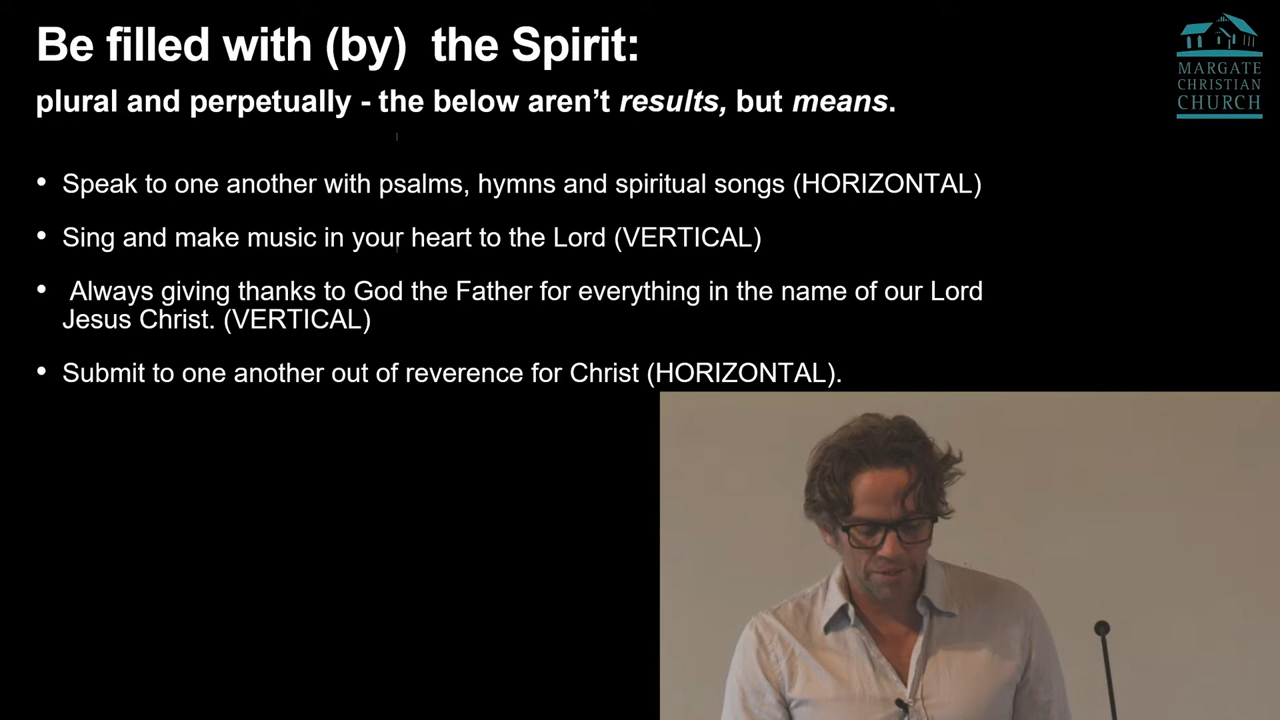 Be filled with (by)  the Spirit:
plural and perpetually - the below aren’t results, but means.
• Speak to one another with psalms, hymns and spiritual songs (HORIZONTAL)
• Sing and make music in your heart to the Lord (VERTICAL)
• Always giving thanks to God the Father for everything in the name of our Lord
Jesus Christ. (VERTICAL)
• Submit to one another out of reverence for Christ (HORIZONTAL).
MARGATE
CHRISTIAN
CHURCH